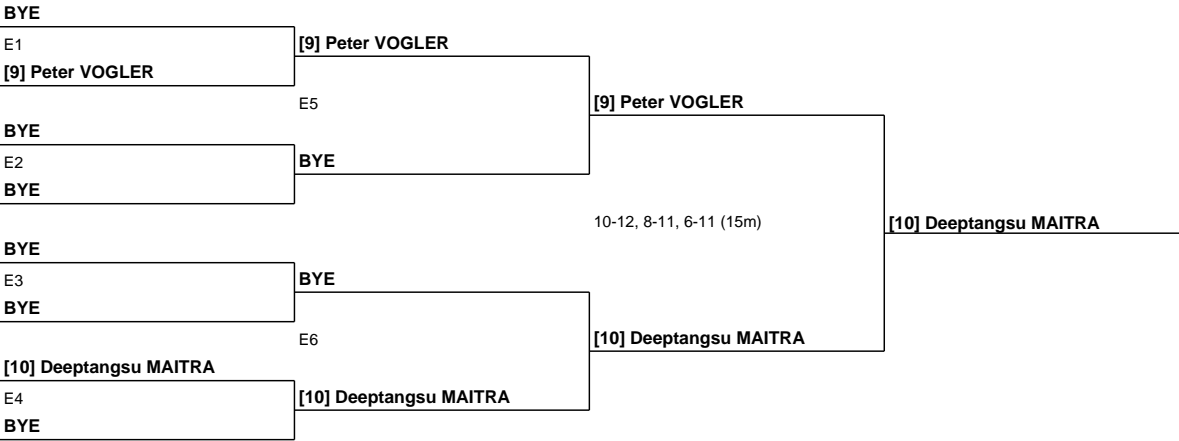 BYE
E1
[9] Peter VOGLER
[9] Peter VOGLER
E5
[9] Peter VOGLER
BYE
E2
BYE
BYE
10-12, 8-11, 6-11 (15m)
[10] Deeptangsu MAITRA
BYE
E3
BYE
BYE
E6
[10] Deeptangsu MAITRA
[10] Deeptangsu MAITRA
E4
[10] Deeptangsu MAITRA
BYE